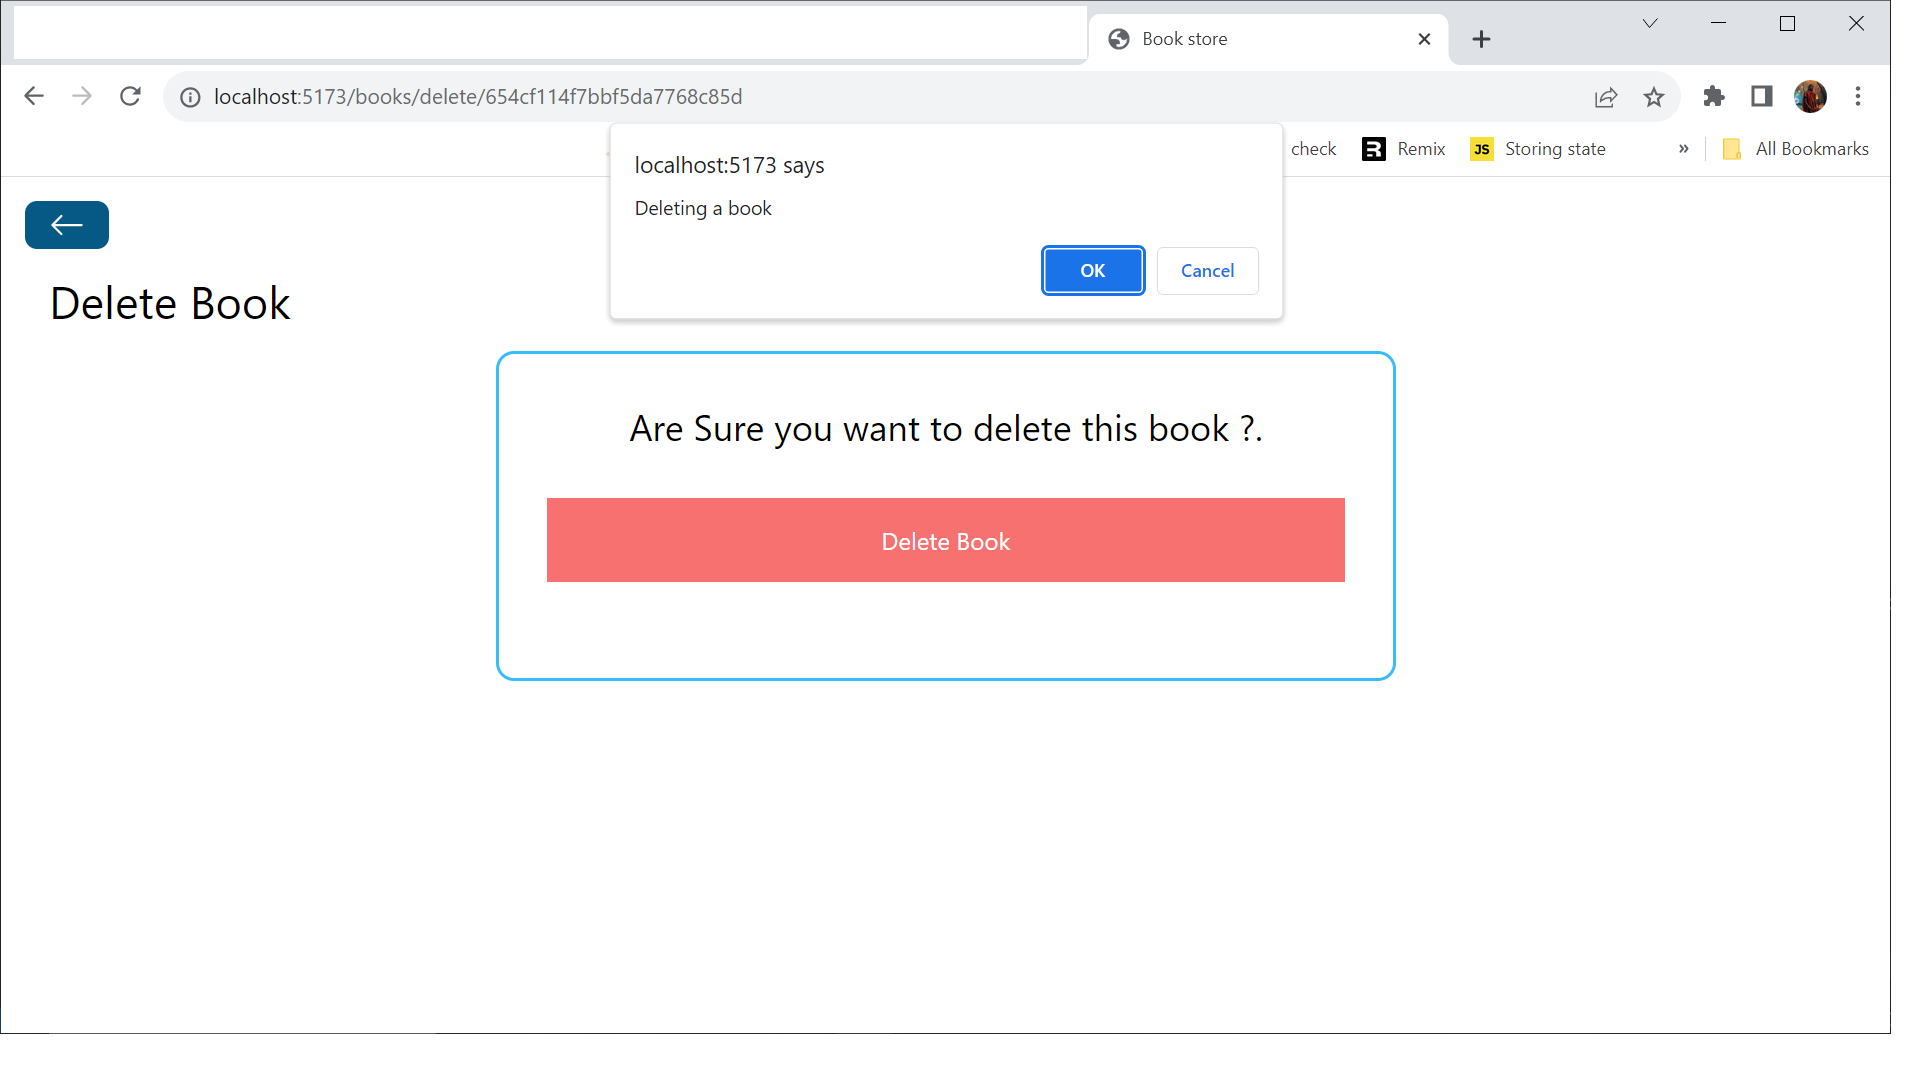 Book store
localhost:5173/books/delete/654cf114f7bbf5da7768c85d
check
Remix
JS
Storing state
»
All Bookmarks
localhost:5173 says
Deleting a book
OK
Cancel
Delete Book
Are Sure you want to delete this book ?.
Delete Book